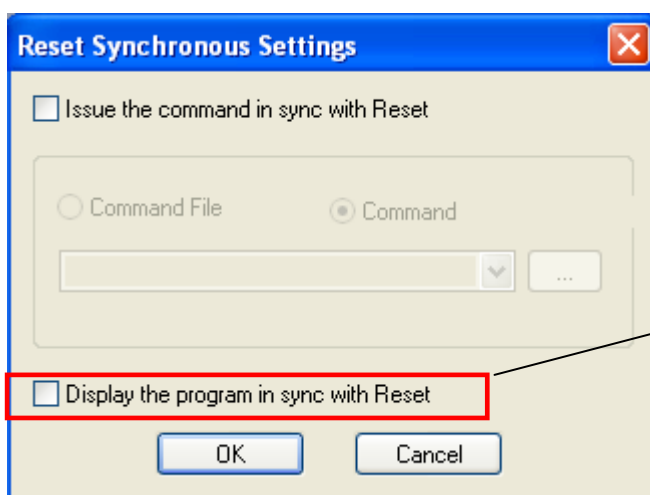 Reset Synchronous Settings
Issue the command in sync with Reset
Command File
Command
...
Display the program in sync with Reset
OK
Cancel